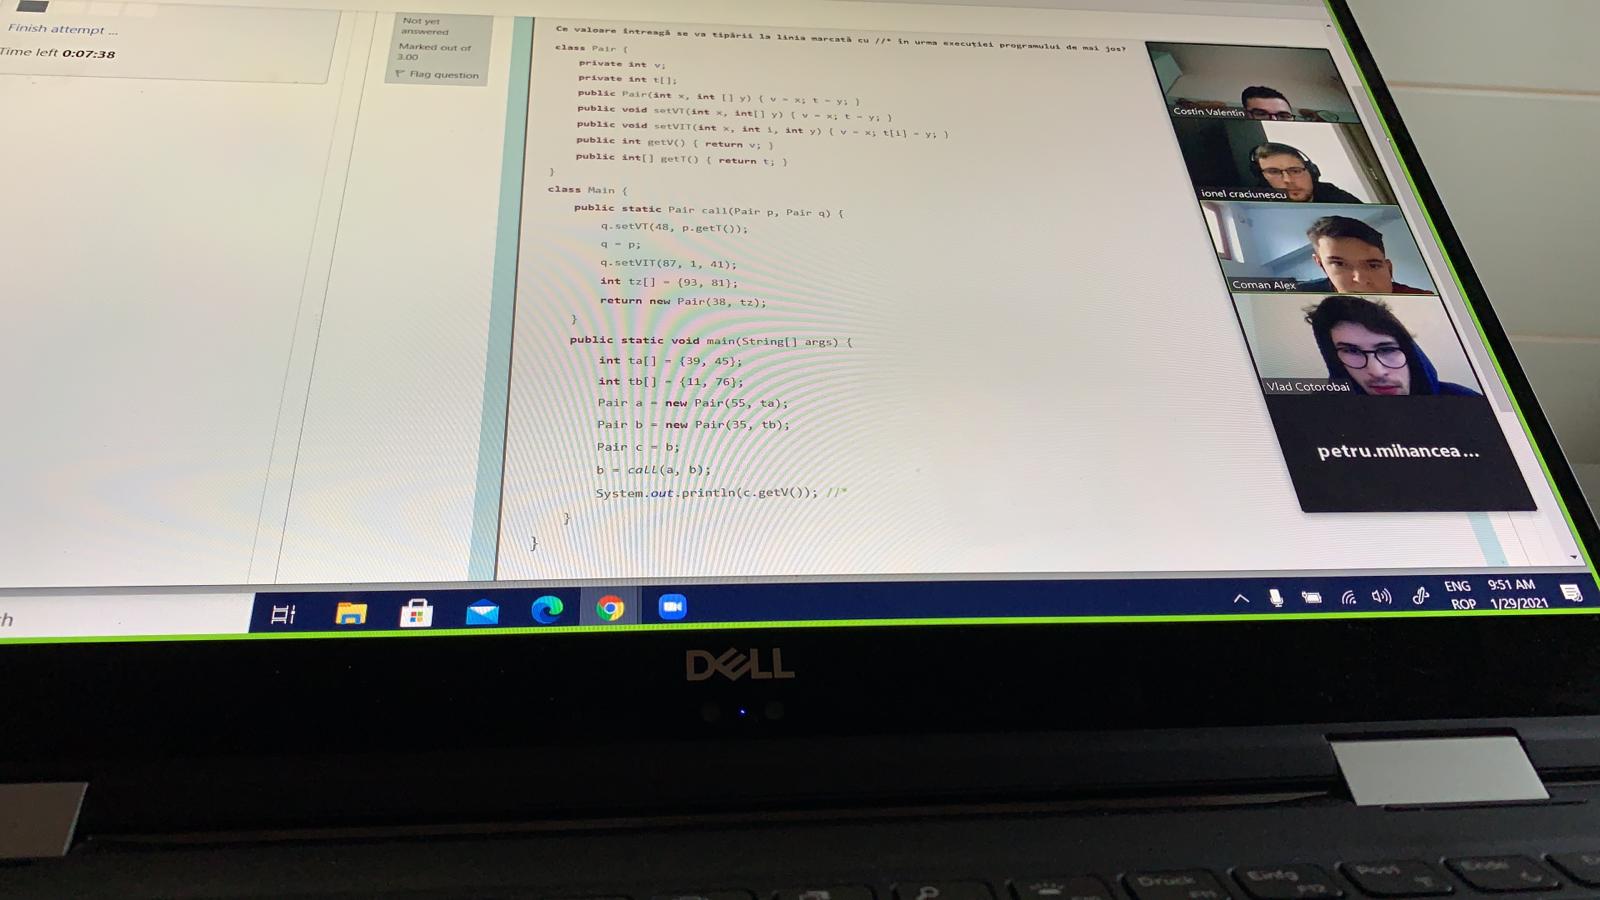 Finish attempt ...
Time left 0:07:38
Not yet
answered
Marked out of
3.00
Flag question
Ce valoare întreagă se va tipării la linia marcată cu //* în urma execuției programului de mai jos?
class Pair {
private int v;
private int t[];
public Pair(int x, int [] y) { v = x; t = y; }
public void setVT(int x, int[] y) { v = x; t = y; }
public void setVIT(int x, int i, int y) { v = x; t[i] = y; }
public int getV() { return v; }
public int[] getT() { return t; }
}
class Main {
public static Pair call(Pair p, Pair q) {
q.setVT(48, p.getT());
q = p;
q.setVIT(87, 1, 41);
int tz[] = {93, 81};
return new Pair(38, tz);
}
public static void main(String[] args) {
int ta[] = {39, 45};
int tb[] = {11, 76};
Pair a = new Pair(55, ta);
Pair b = new Pair(35, tb);
Pair c = b;
b = call(a, b);
System.out.println(c.getV()); //*
}
}
Costin Valentin
ionel craciunescu
Coman Alex
Vlad Cotorobai
petru.mihancea...
h
ENG
ROP
9:51 AM
1/29/2021
DELL
Druck
Einfg
F12
Ende